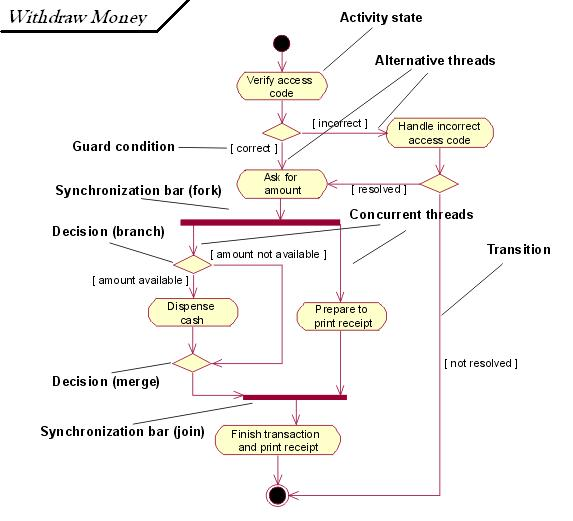 Withdraw Money
Activity state
Verify access
code
Alternative threads
[ incorrect ]
Handle incorrect
access code
Guard condition
[ correct ]
Ask for
amount
[ resolved ]
Synchronization bar (fork)
Concurrent threads
Decision (branch)
[ amount not available ]
Transition
[ amount available ]
Dispense
cash
Prepare to
print receipt
[ not resolved ]
Decision (merge)
Synchronization bar (join)
Finish transaction
and print receipt